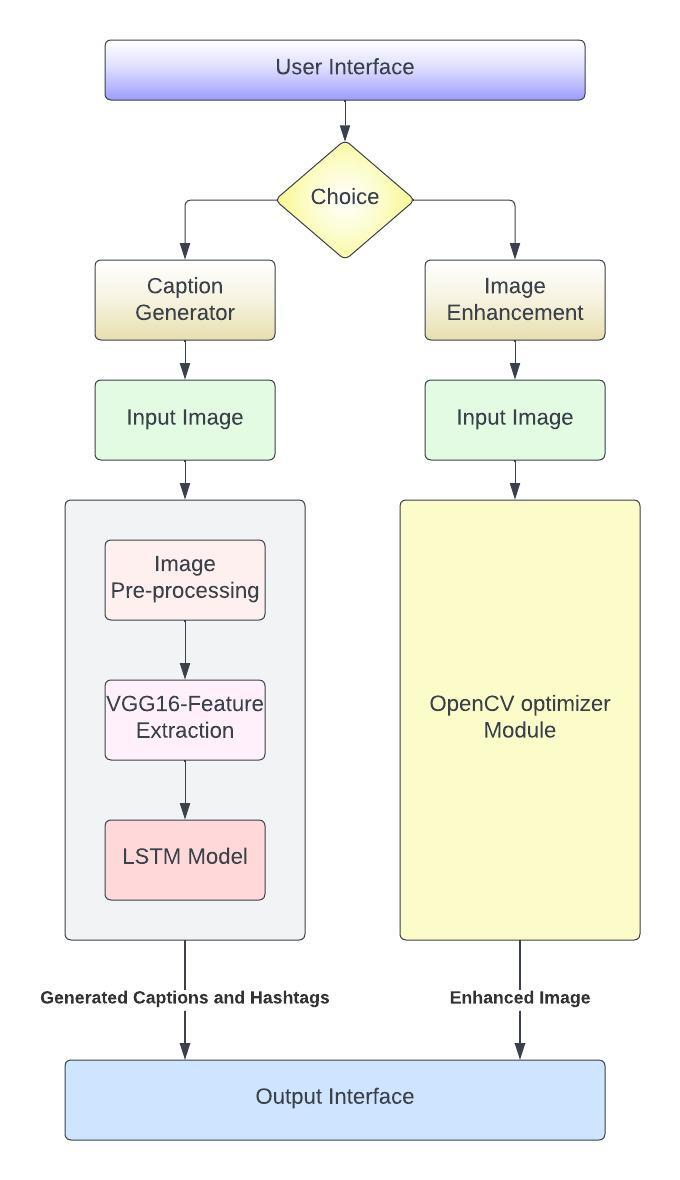 User Interface
Choice
Caption
Generator
Image
Enhancement
Input Image
Input Image
Image
Pre-processing
VGG16-Feature
Extraction
LSTM Model
OpenCV optimizer
Module
Generated Captions and Hashtags
Enhanced Image
Output Interface